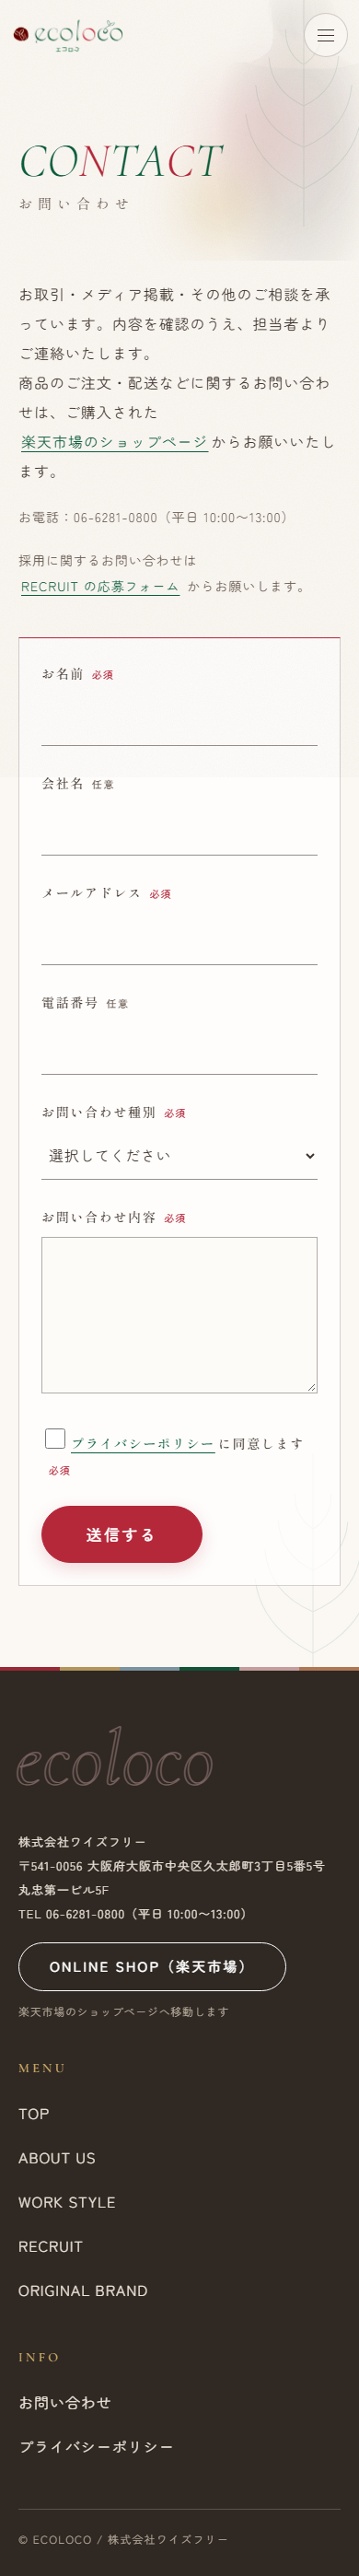 ecoloco
エコロコ
CONTACT
お問い合わせ
お取引・メディア掲載・その他のご相談を承
っています。内容を確認のうえ、担当者より
ご連絡いたします。
商品のご注文・配送などに関するお問い合わ
せは、ご購入された
楽天市場のショップページ からお願いいたし
ます。
お電話：06-6281-0800（平日 10:00〜13:00）
採用に関するお問い合わせは
RECRUIT の応募フォーム からお願いします。
お名前 必須
会社名 任意
メールアドレス 必須
電話番号 任意
お問い合わせ種別 必須
選択してください
お問い合わせ内容 必須
プライバシーポリシー に同意します
必須
送信する
ecoloco
株式会社ワイズフリー
〒541-0056 大阪府大阪市中央区久太郎町3丁目5番5号
丸忠第一ビル5F
TEL 06-6281-0800（平日 10:00〜13:00）
ONLINE SHOP（楽天市場）
楽天市場のショップページへ移動します
MENU
TOP
ABOUT US
WORK STYLE
RECRUIT
ORIGINAL BRAND
INFO
お問い合わせ
プライバシーポリシー
© ECOLOCO / 株式会社ワイズフリー